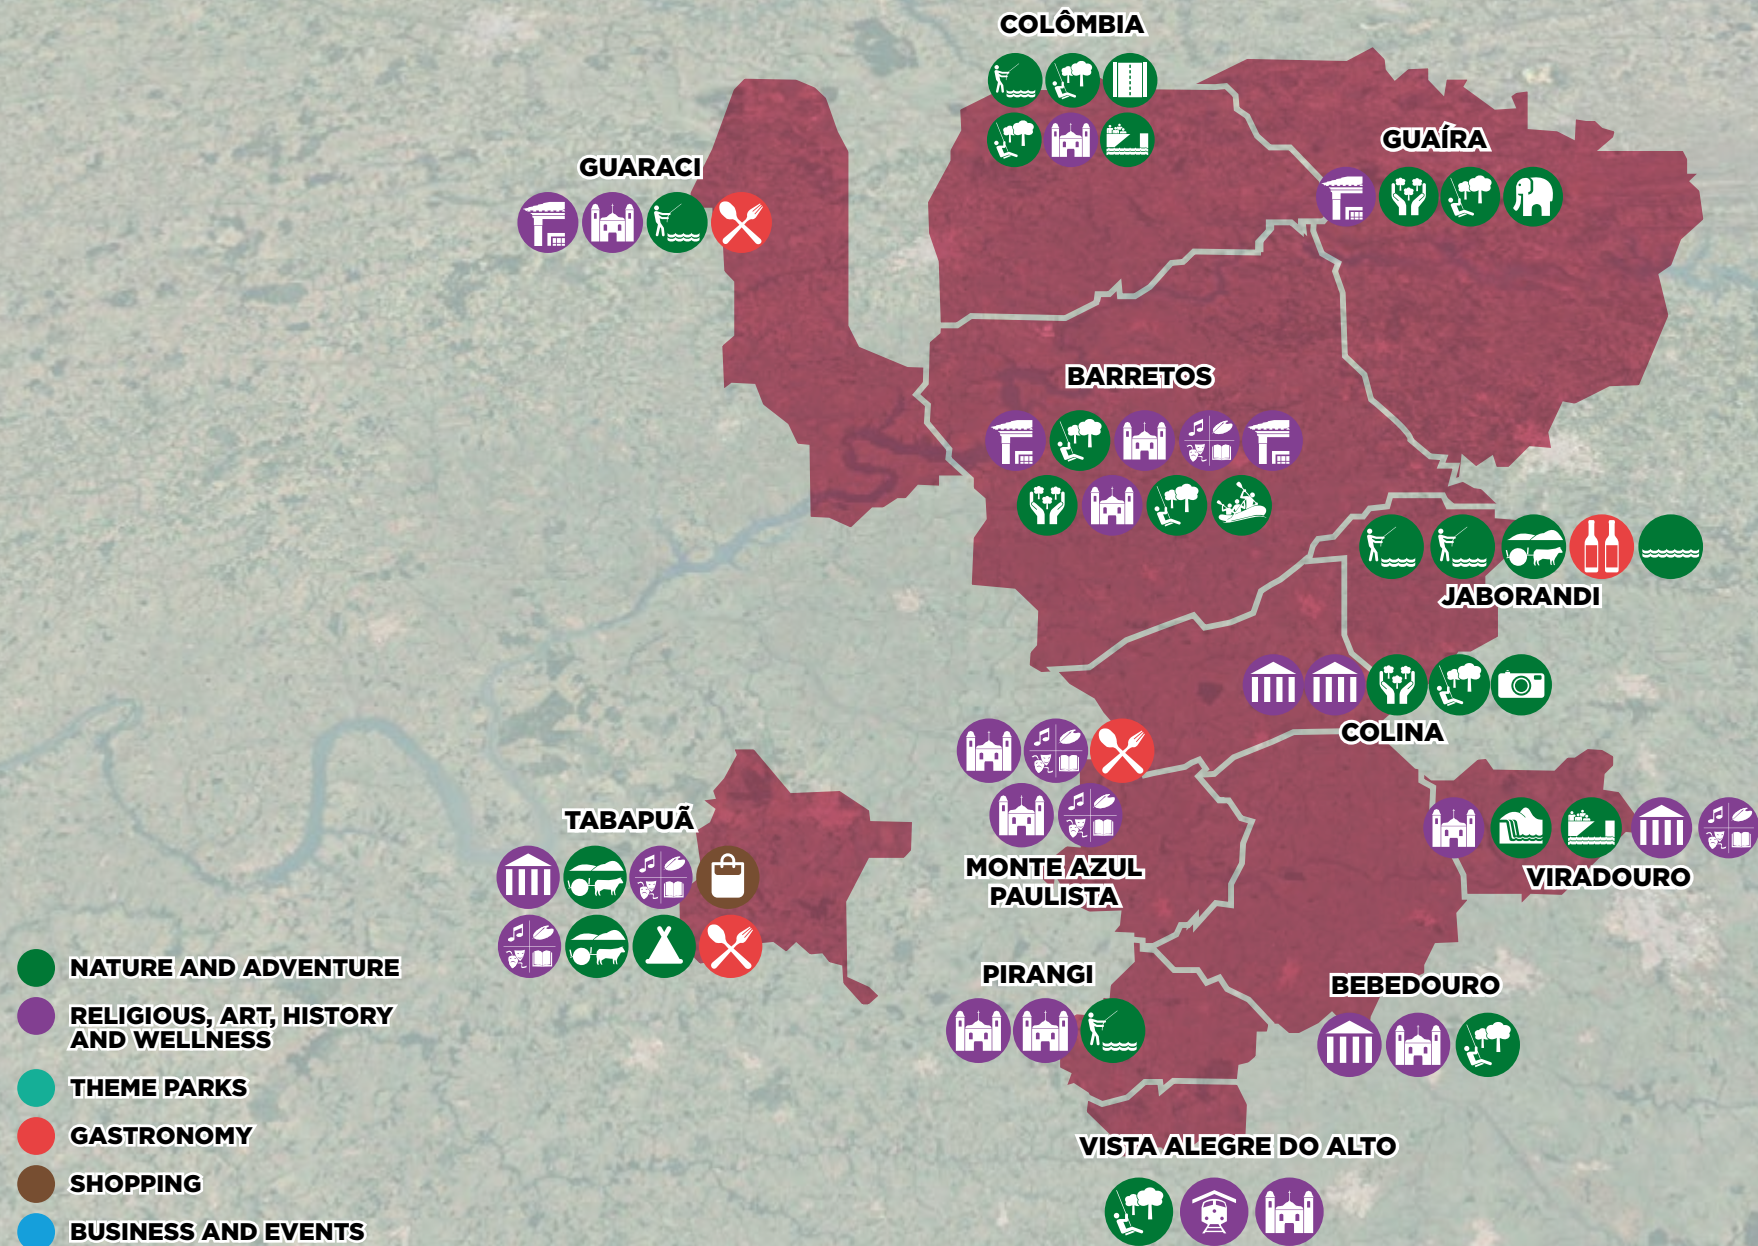 COLÔMBIA
GUAÍRA
GUARACI
BARRETOS
JABORANDI
COLINA
TABAPUÃ
MONTE AZUL
PAULISTA
VIRADOURO
PIRANGI
BEBEDOURO
VISTA ALEGRE DO ALTO
NATURE AND ADVENTURE
RELIGIOUS, ART, HISTORY
AND WELLNESS
THEME PARKS
GASTRONOMY
SHOPPING
BUSINESS AND EVENTS